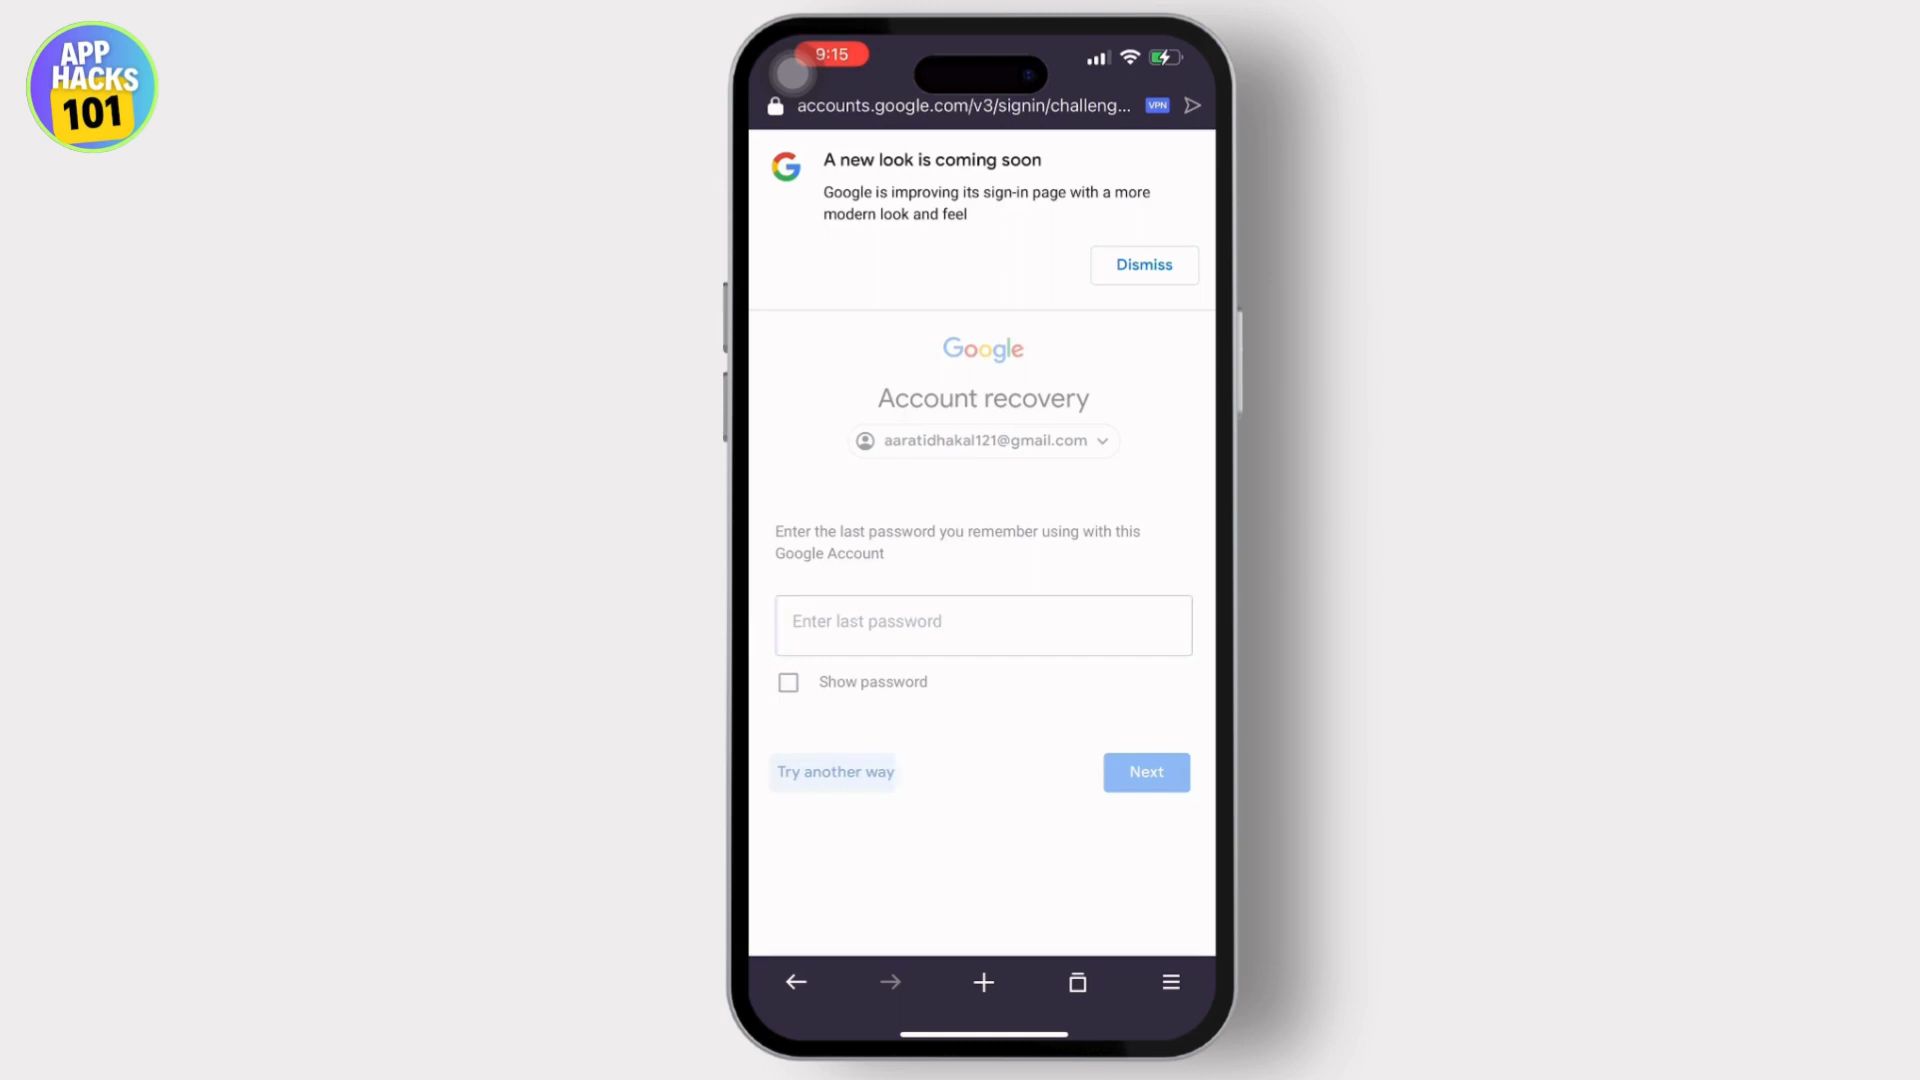 APP
HACKS
101
9:15
accounts.google.com/v3/signin/challeng...
VPN
A new look is coming soon
Google is improving its sign-in page with a more
modern look and feel
Dismiss
Google
Account recovery
aaratidhakal121@gmail.com
Enter the last password you remember using with this
Google Account
Enter last password
Show password
Try another way
Next